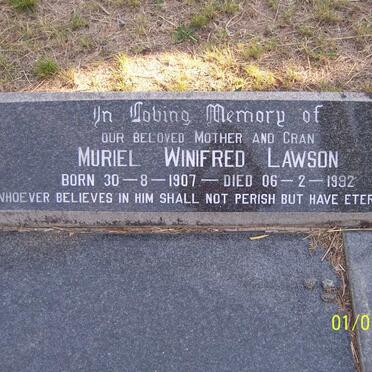 In Loving Memory of
OUR BELOVED MOTHER AND GRAN
MURIEL WINIFRED LAWSON
BORN 30-8-1907-DIED 06-2-1992
WHOEVER BELIEVES IN HIM SHALL NOT PERISH BUT HAVE ETER
01/0